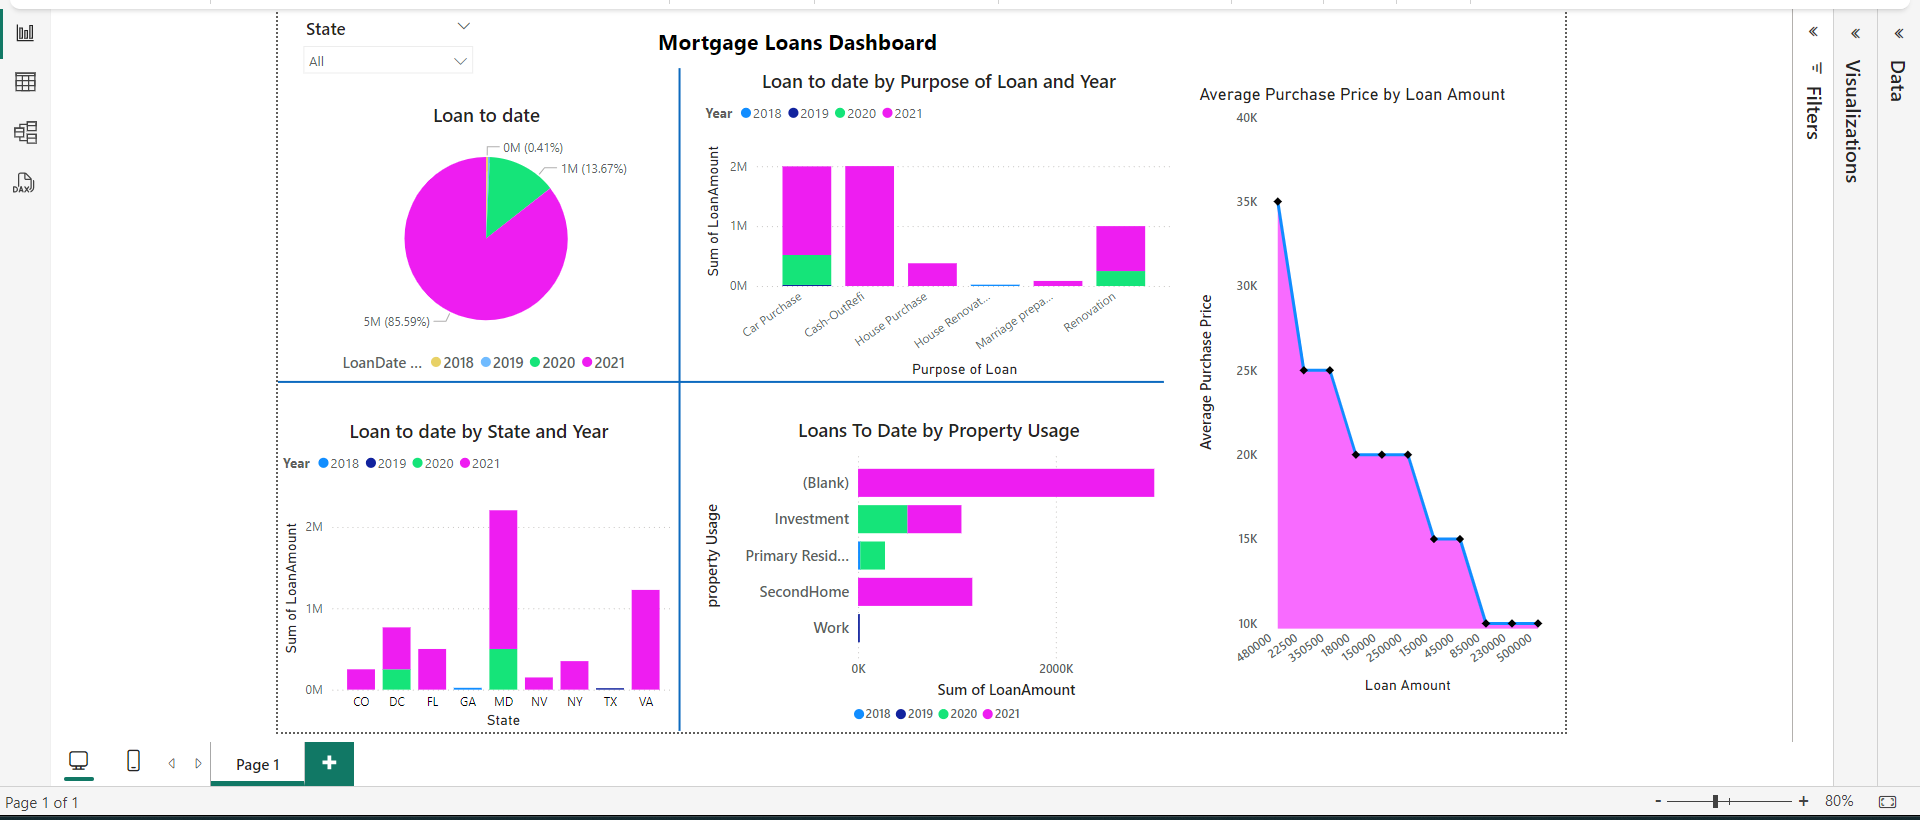 State
All
Mortgage Loans Dashboard
Loan to date
0M (0.41%)
1M (13.67%)
5M (85.59%)
LoanDate ... 2018 2019 2020 2021
Loan to date by Purpose of Loan and Year
Year 2018 2019 2020 2021
Sum of LoanAmount
2M
1M
0M
Car Purchase
Cash-OutRefi
House Purchase
House Renovat...
Marriage prepa...
Renovation
Purpose of Loan
Average Purchase Price by Loan Amount
Average Purchase Price
40K
35K
30K
25K
20K
15K
10K
480000
22500
350500
18000
150000
250000
15000
45000
85000
230000
500000
Loan Amount
Loan to date by State and Year
Year 2018 2019 2020 2021
Sum of LoanAmount
2M
1M
0M
CO DC FL GA MD NV NY TX VA
State
Loans To Date by Property Usage
property Usage
(Blank)
Investment
Primary Resid...
SecondHome
Work
0K 2000K
Sum of LoanAmount
2018 2019 2020 2021
Filters
Visualizations
Data
DAX
Page 1
Page 1 of 1
80%